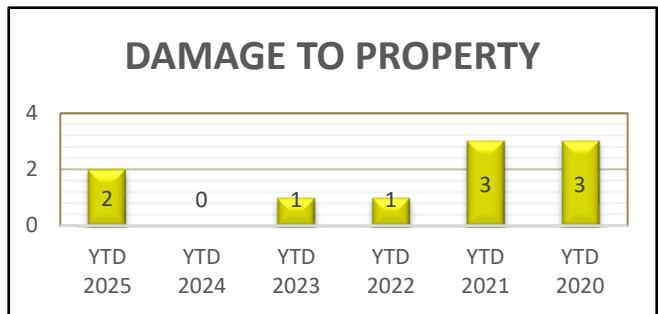 DAMAGE TO PROPERTY
4
2
0
2
0
1
1
3
3
YTD 2025
YTD 2024
YTD 2023
YTD 2022
YTD 2021
YTD 2020